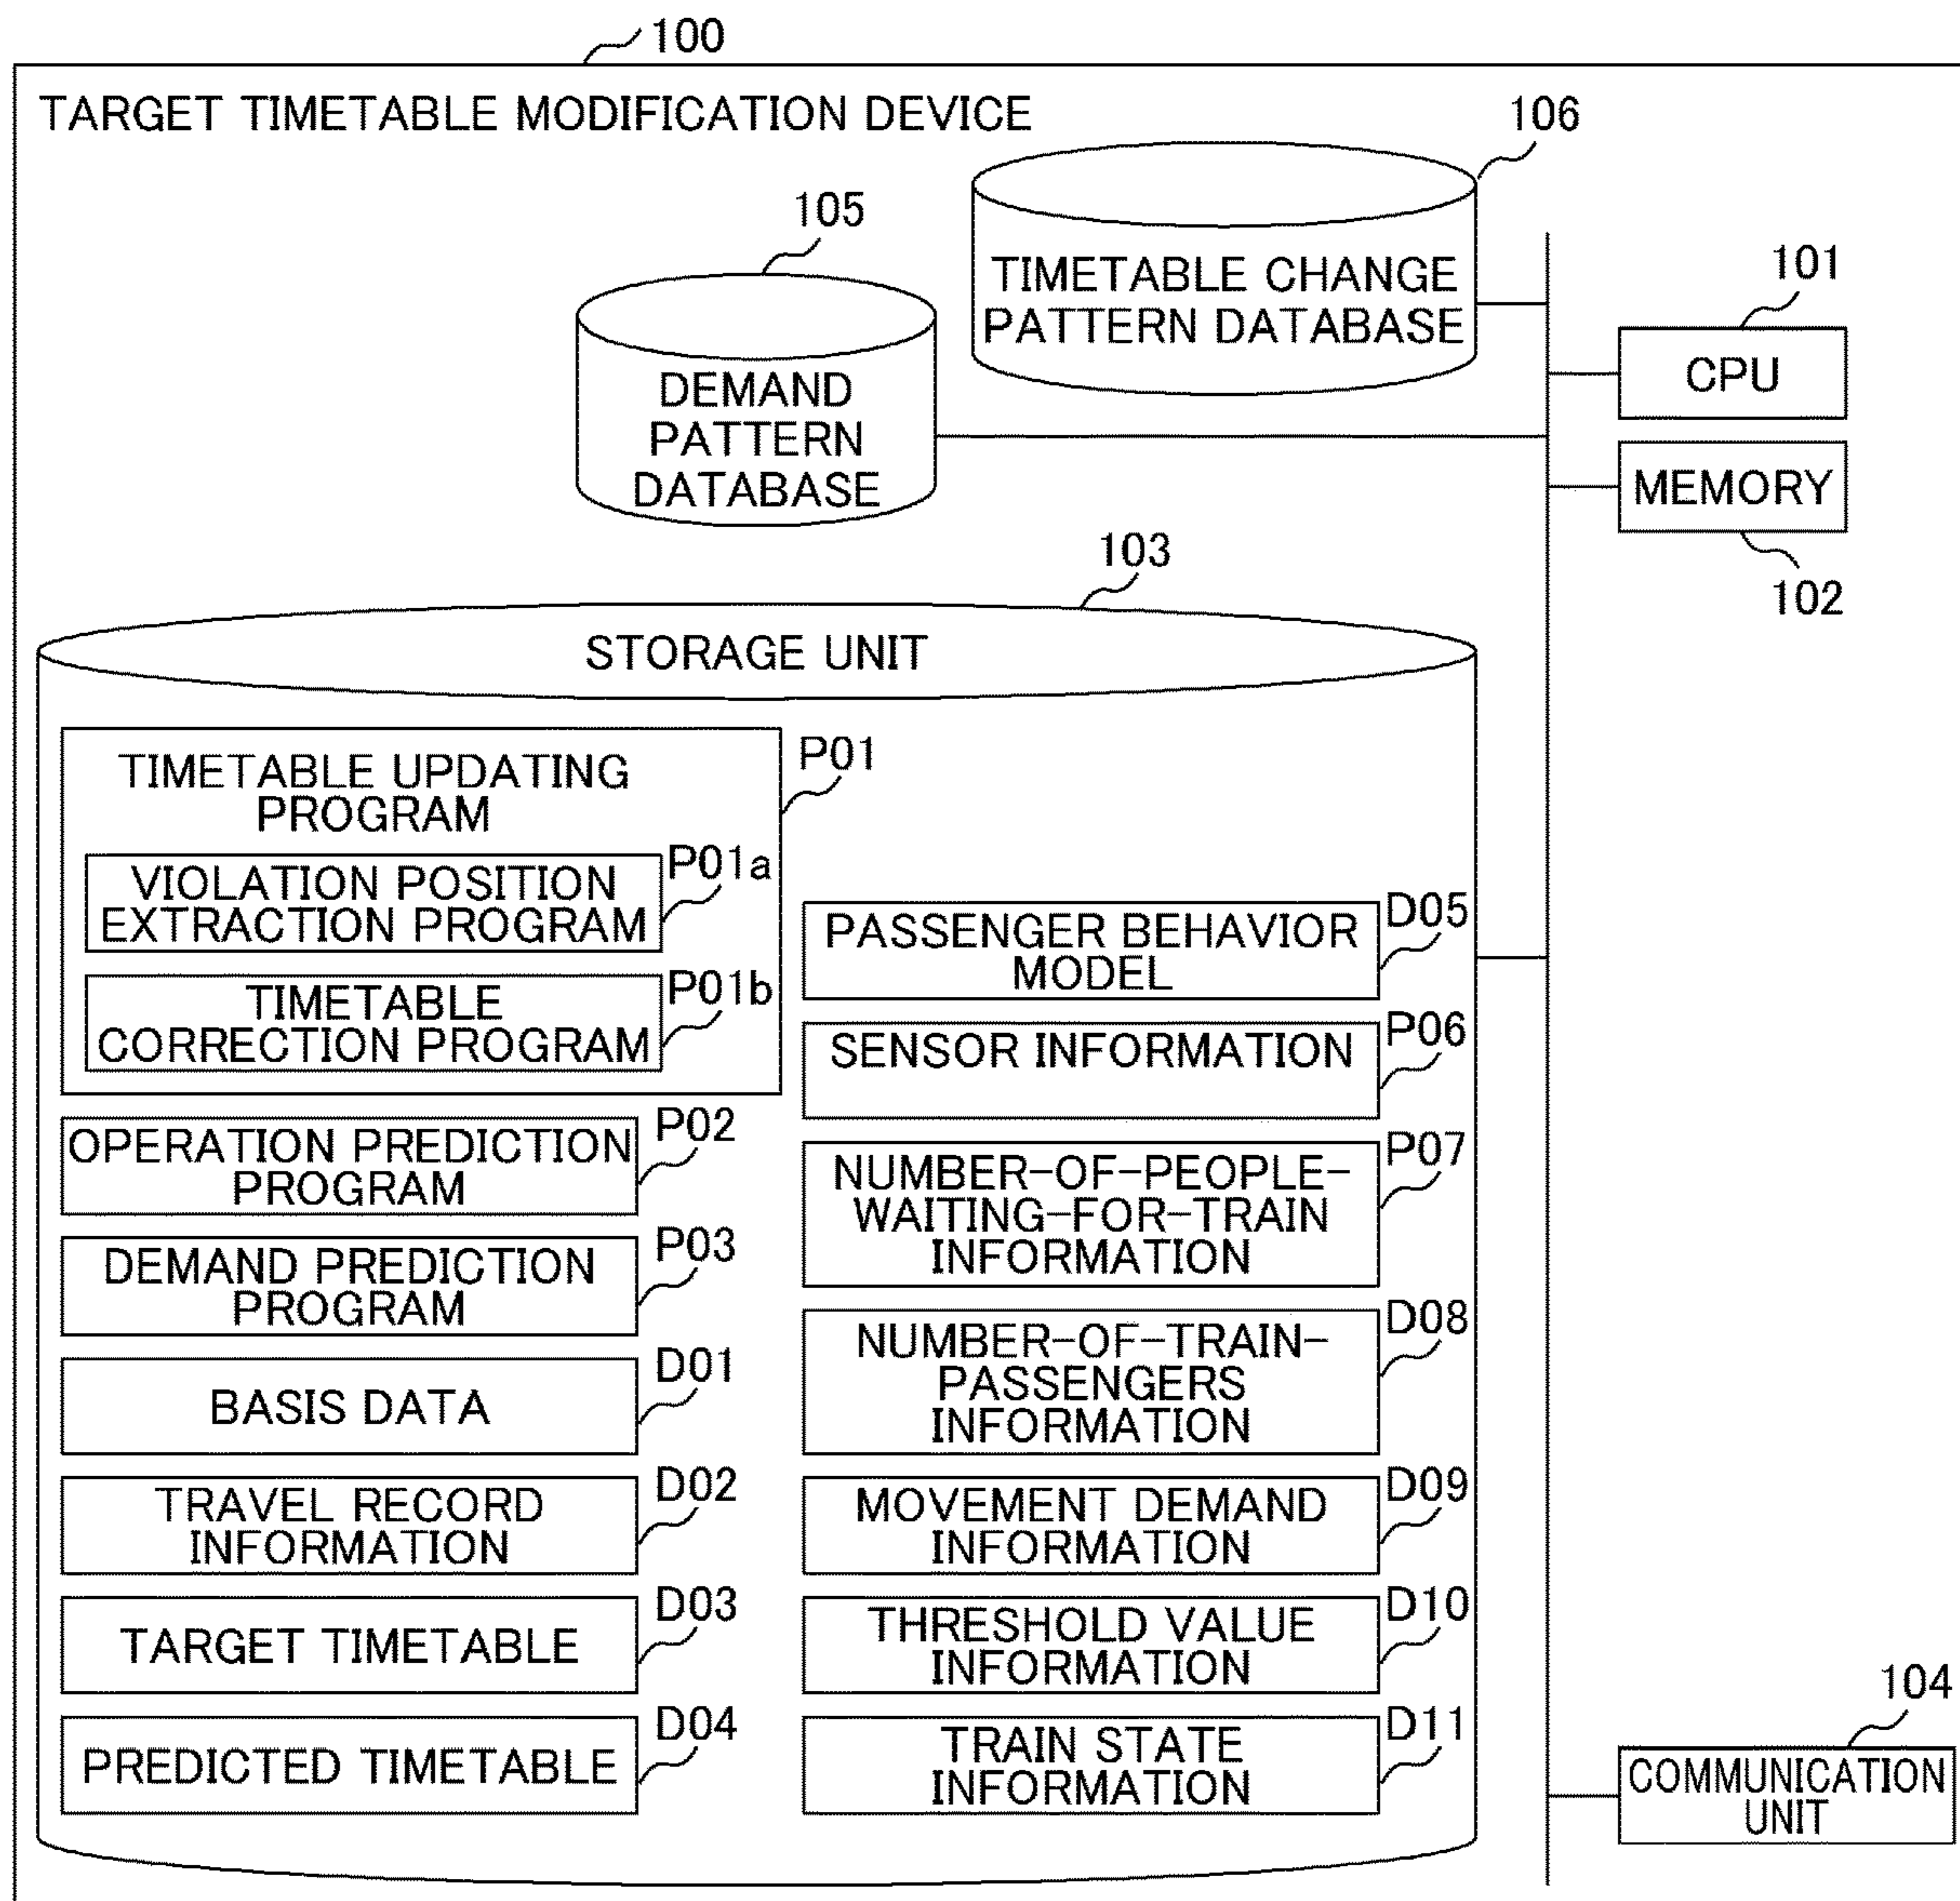 100
TARGET TIMETABLE MODIFICATION DEVICE
106
TIMETABLE CHANGE
PATTERN DATABASE
105
DEMAND
PATTERN
DATABASE
101
CPU
MEMORY
102
103
STORAGE UNIT
TIMETABLE UPDATING
PROGRAM
P01
VIOLATION POSITION
EXTRACTION PROGRAM
P01a
TIMETABLE
CORRECTION PROGRAM
P01b
OPERATION PREDICTION
PROGRAM
P02
DEMAND PREDICTION
PROGRAM
P03
BASIS DATA
D01
TRAVEL RECORD
INFORMATION
D02
TARGET TIMETABLE
D03
PREDICTED TIMETABLE
D04
PASSENGER BEHAVIOR
MODEL
D05
SENSOR INFORMATION
P06
NUMBER-OF-PEOPLE-
WAITING-FOR-TRAIN
INFORMATION
P07
NUMBER-OF-TRAIN-
PASSENGERS
INFORMATION
D08
MOVEMENT DEMAND
INFORMATION
D09
THRESHOLD VALUE
INFORMATION
D10
TRAIN STATE
INFORMATION
D11
104
COMMUNICATION
UNIT